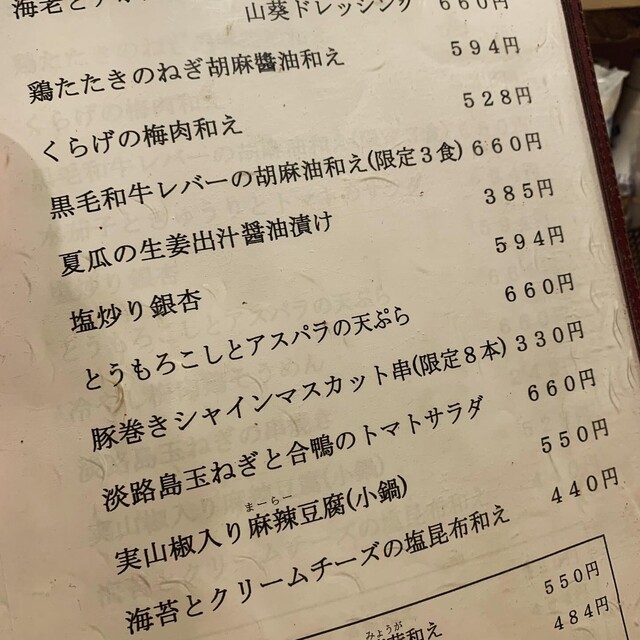 海老と
山葵ドレッシング 660円
鶏たたきのねぎ胡麻醤油和え 594円
くらげの梅肉和え 528円
黒毛和牛レバーの胡麻油和え(限定３食) 660円
夏瓜の生姜出汁醤油漬け 385円
塩炒り銀杏 594円
とうもろこしとアスパラの天ぷら 660円
豚巻きシャインマスカット串(限定８本) 330円
淡路島玉ねぎと合鴨のトマトサラダ 660円
まーらー
実山椒入り麻辣豆腐(小鍋) 550円
海苔とクリームチーズの塩昆布和え 440円
550円
みょうが
和え 484円